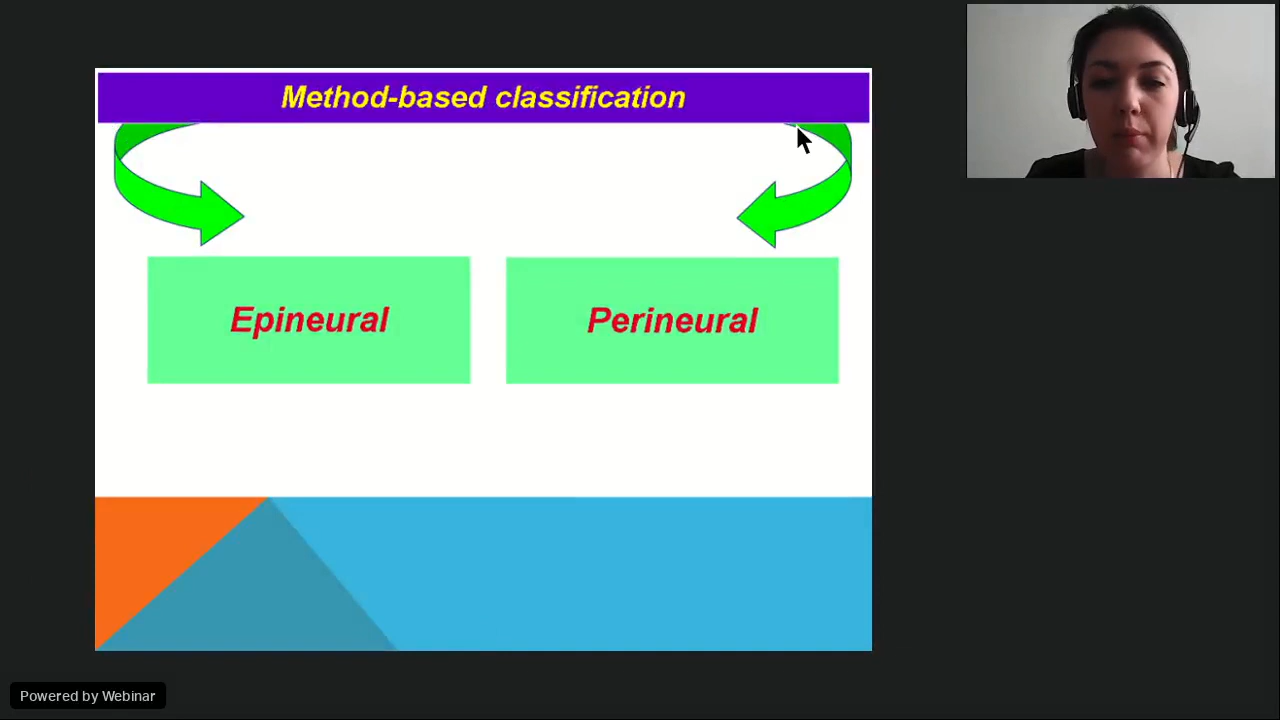 Method-based classification
Epineural
Perineural
Powered by Webinar